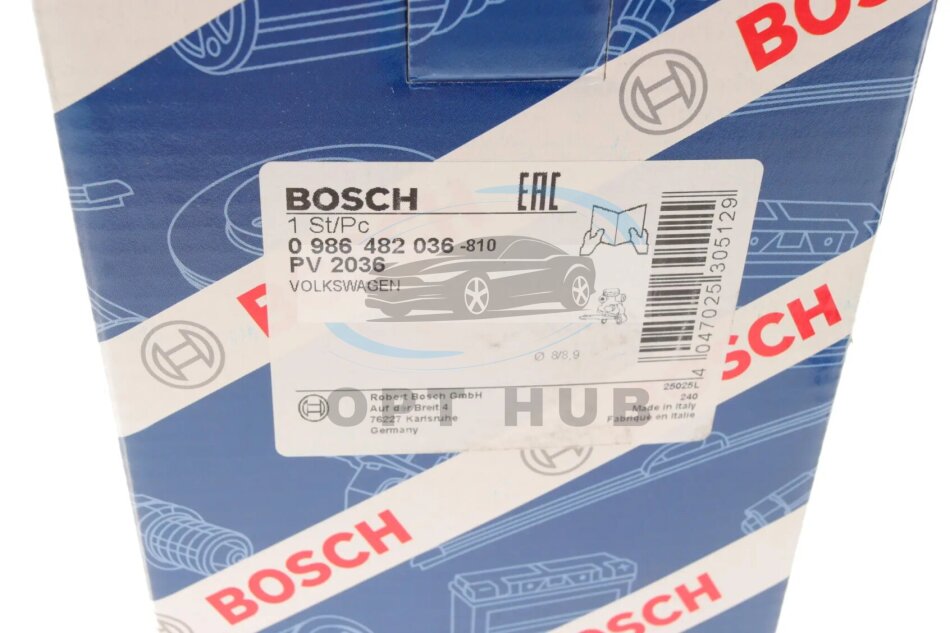 BOSCH
BOSCH
EAC
1 St/Pc
0 986 482 036 -810
PV 2036
VOLKSWAGEN
Ø 8/8,9
4 047025 305129
OPT HUB
Robert Bosch GmbH
Auf der Breit 4
76227 Karlsruhe
Germany
25025L
240
Made in Italy
Fabriqué en Italie
B
SCH
BOSCH
BOSCH